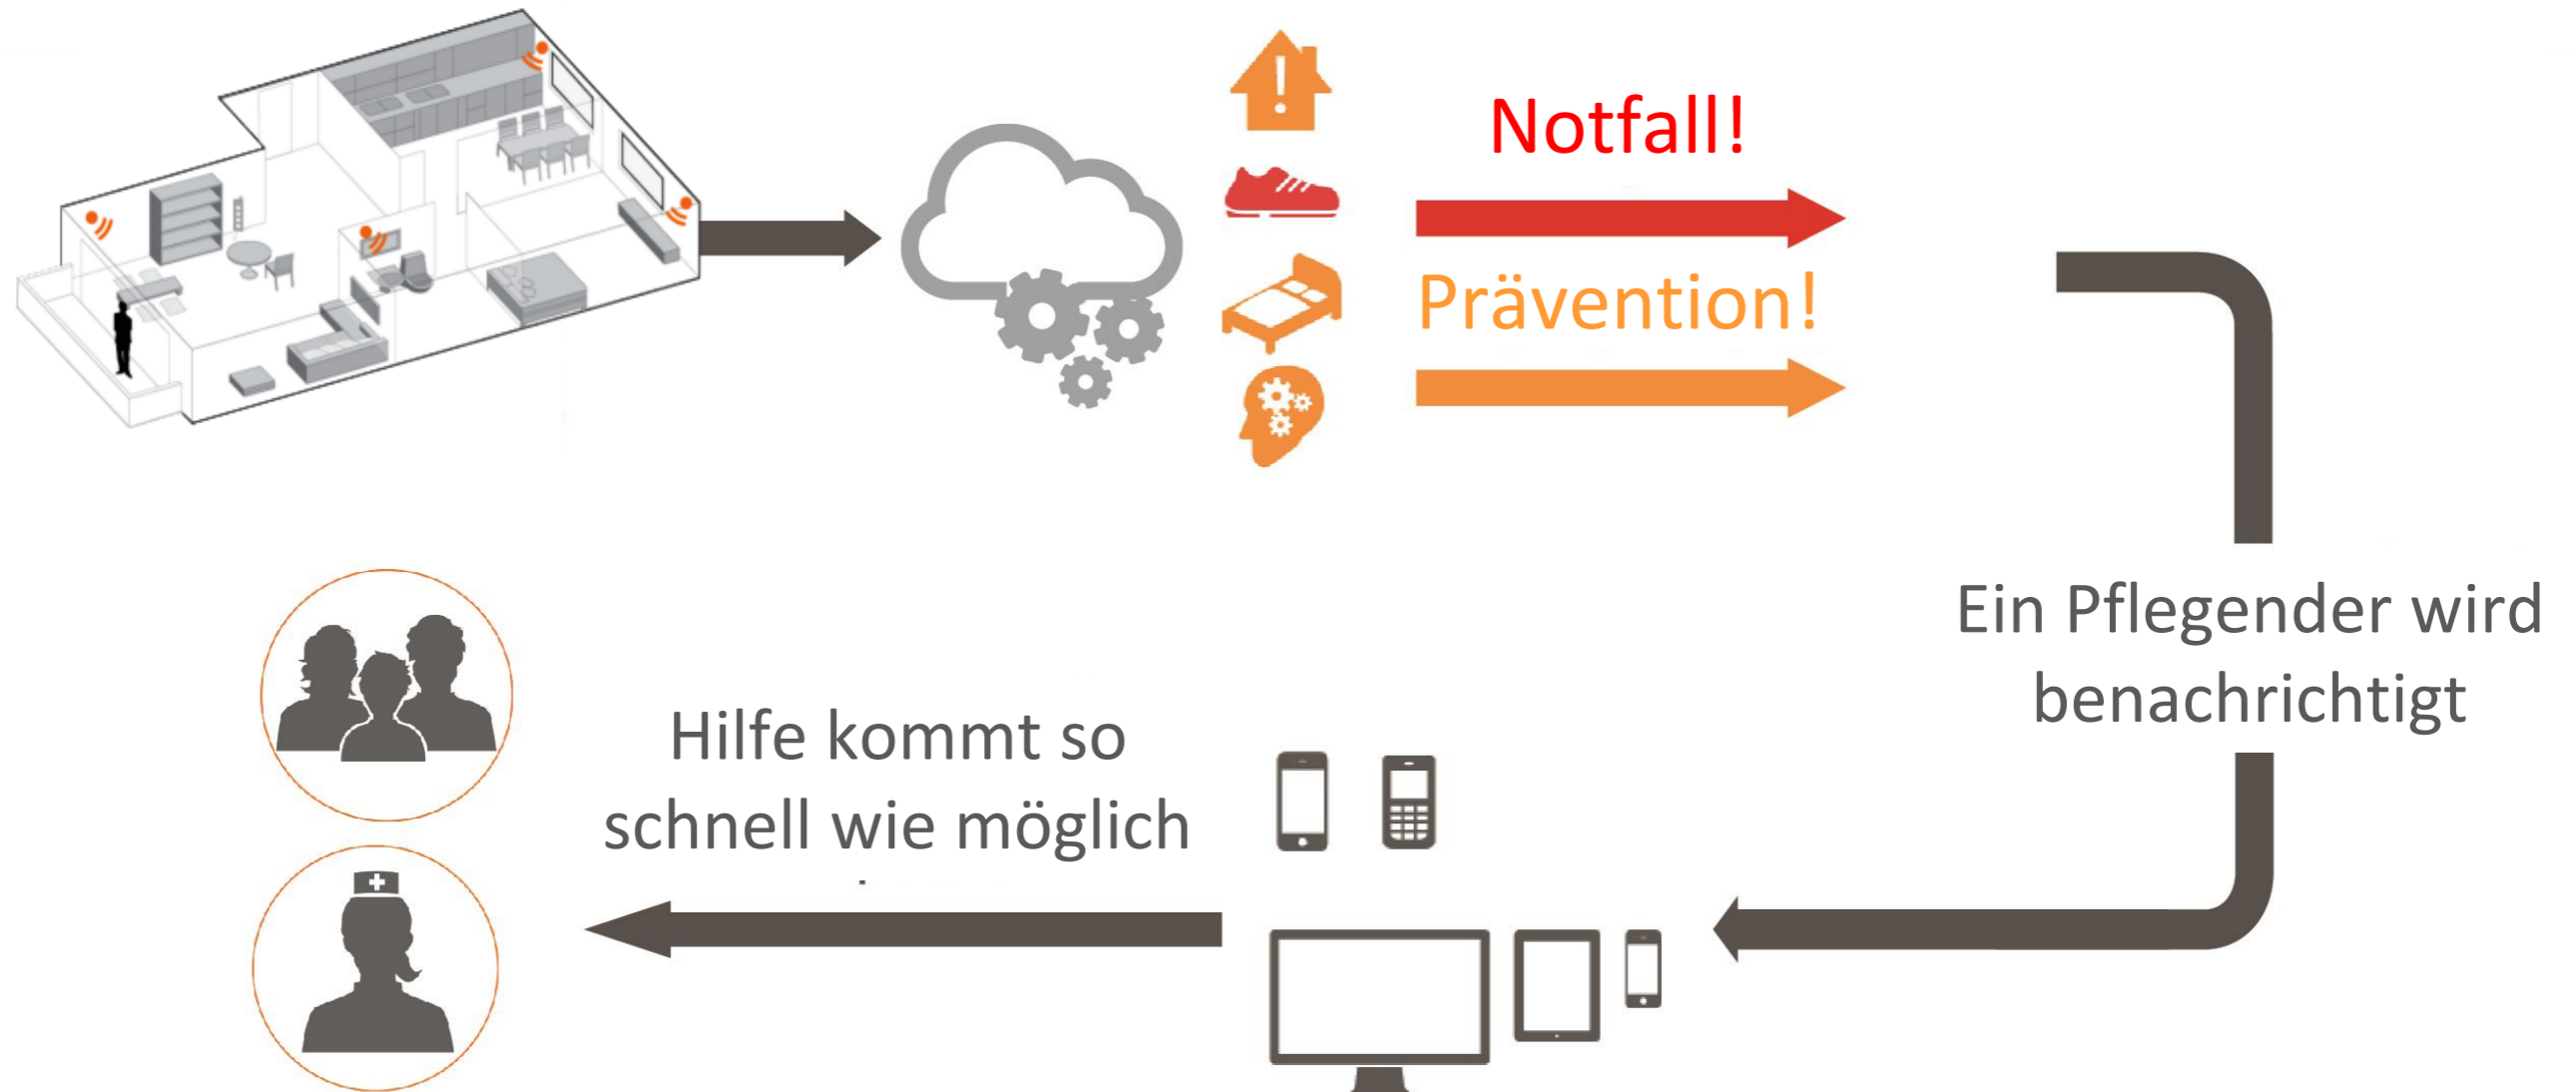 Notfall!
Prävention!
Ein Pflegender wird
benachrichtigt
Hilfe kommt so
schnell wie möglich